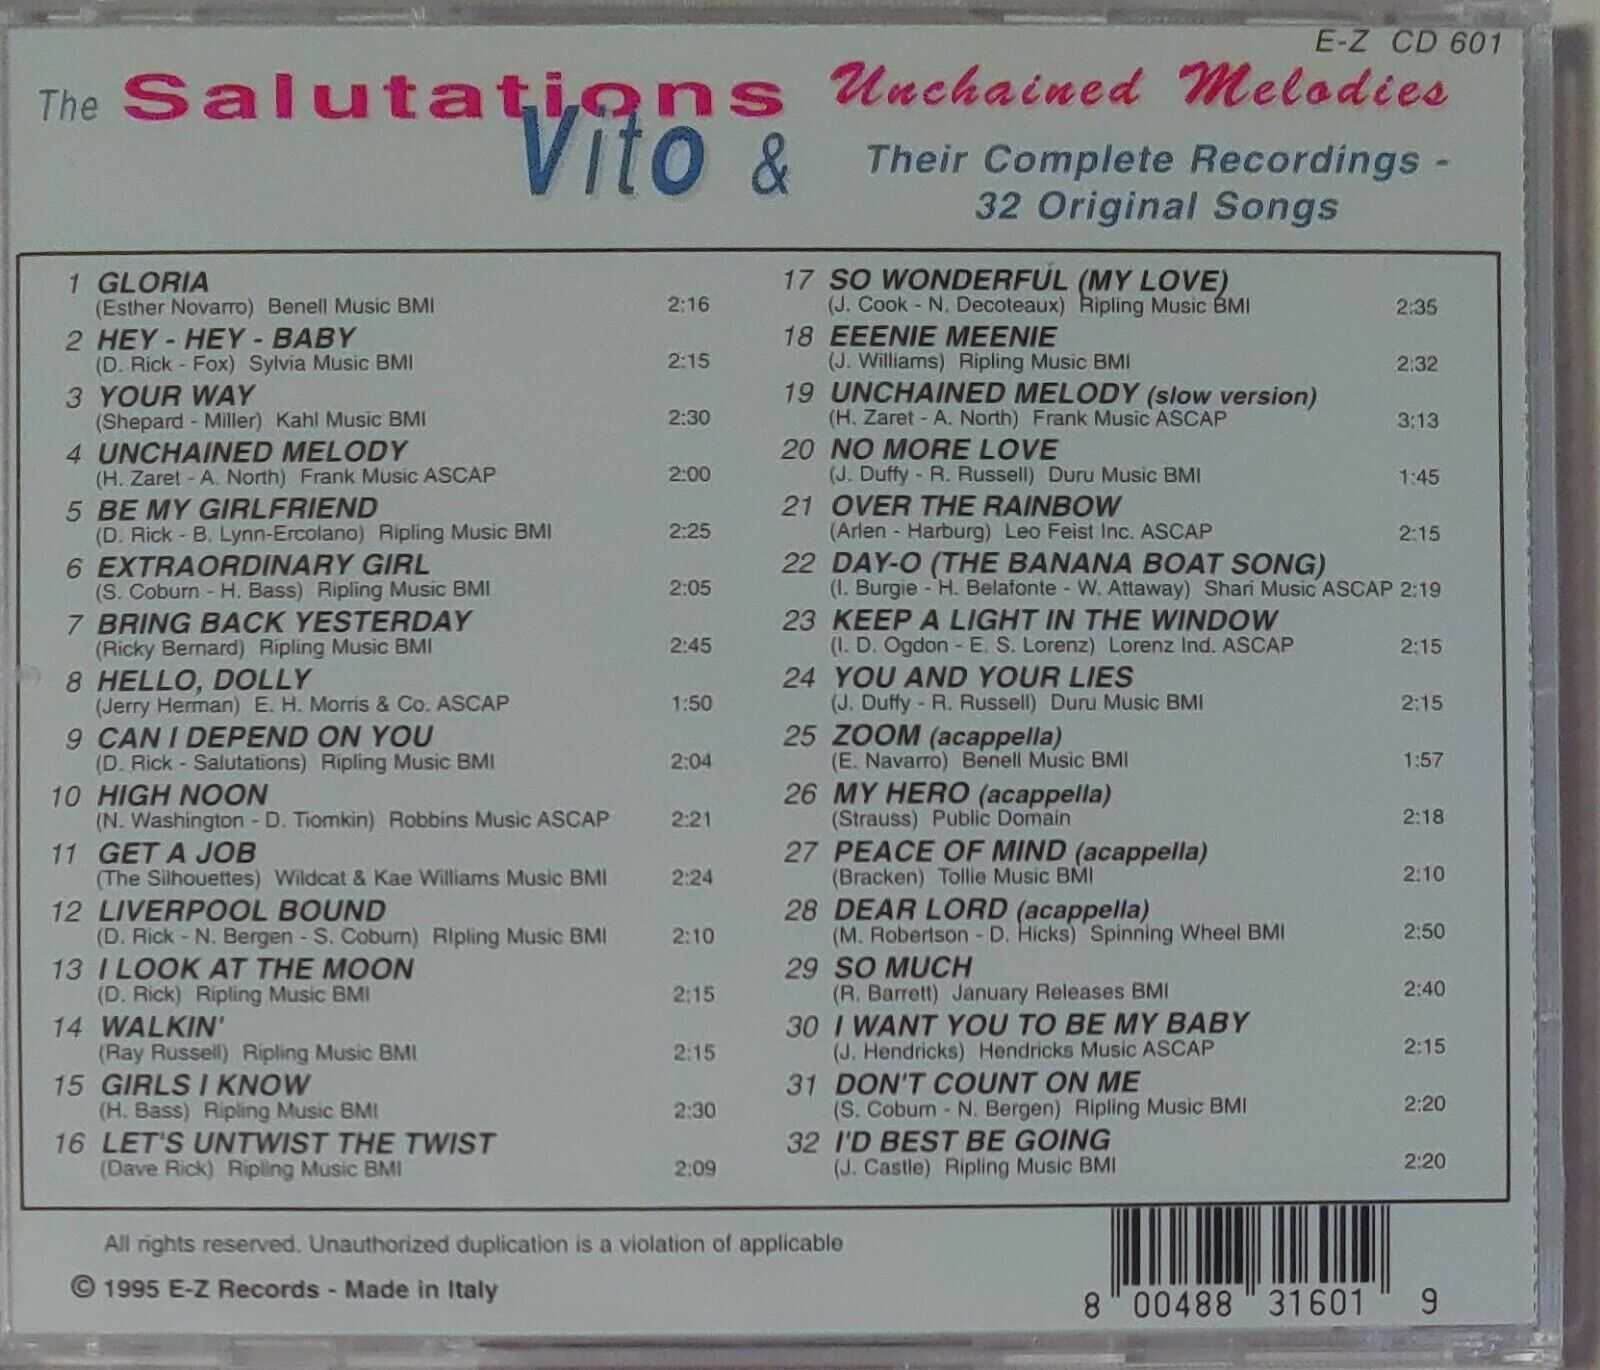 E-Z CD 601
The Salutations
Vito &
Unchained Melodies
Their Complete Recordings -
32 Original Songs
1 GLORIA
(Esther Novarro) Benell Music BMI 2:16
2 HEY - HEY - BABY
(D. Rick - Fox) Sylvia Music BMI 2:15
3 YOUR WAY
(Shepard - Miller) Kahl Music BMI 2:30
4 UNCHAINED MELODY
(H. Zaret - A. North) Frank Music ASCAP 2:00
5 BE MY GIRLFRIEND
(D. Rick - B. Lynn-Ercolano) Ripling Music BMI 2:25
6 EXTRAORDINARY GIRL
(S. Coburn - H. Bass) Ripling Music BMI 2:05
7 BRING BACK YESTERDAY
(Ricky Bernard) Ripling Music BMI 2:45
8 HELLO, DOLLY
(Jerry Herman) E. H. Morris & Co. ASCAP 1:50
9 CAN I DEPEND ON YOU
(D. Rick - Salutations) Ripling Music BMI 2:04
10 HIGH NOON
(N. Washington - D. Tiomkin) Robbins Music ASCAP 2:21
11 GET A JOB
(The Silhouettes) Wildcat & Kae Williams Music BMI 2:24
12 LIVERPOOL BOUND
(D. Rick - N. Bergen - S. Coburn) RIpling Music BMI 2:10
13 I LOOK AT THE MOON
(D. Rick) Ripling Music BMI 2:15
14 WALKIN'
(Ray Russell) Ripling Music BMI 2:15
15 GIRLS I KNOW
(H. Bass) Ripling Music BMI 2:30
16 LET'S UNTWIST THE TWIST
(Dave Rick) Ripling Music BMI 2:09
17 SO WONDERFUL (MY LOVE)
(J. Cook - N. Decoteaux) Ripling Music BMI 2:35
18 EEENIE MEENIE
(J. Williams) Ripling Music BMI 2:32
19 UNCHAINED MELODY (slow version)
(H. Zaret - A. North) Frank Music ASCAP 3:13
20 NO MORE LOVE
(J. Duffy - R. Russell) Duru Music BMI 1:45
21 OVER THE RAINBOW
(Arlen - Harburg) Leo Feist Inc. ASCAP 2:15
22 DAY-O (THE BANANA BOAT SONG)
(I. Burgie - H. Belafonte - W. Attaway) Shari Music ASCAP 2:19
23 KEEP A LIGHT IN THE WINDOW
(I. D. Ogdon - E. S. Lorenz) Lorenz Ind. ASCAP 2:15
24 YOU AND YOUR LIES
(J. Duffy - R. Russell) Duru Music BMI 2:15
25 ZOOM (acappella)
(E. Navarro) Benell Music BMI 1:57
26 MY HERO (acappella)
(Strauss) Public Domain 2:18
27 PEACE OF MIND (acappella)
(Bracken) Tollie Music BMI 2:10
28 DEAR LORD (acappella)
(M. Robertson - D. Hicks) Spinning Wheel BMI 2:50
29 SO MUCH
(R. Barrett) January Releases BMI 2:40
30 I WANT YOU TO BE MY BABY
(J. Hendricks) Hendricks Music ASCAP 2:15
31 DON'T COUNT ON ME
(S. Coburn - N. Bergen) Ripling Music BMI 2:20
32 I'D BEST BE GOING
(J. Castle) Ripling Music BMI 2:20
All rights reserved. Unauthorized duplication is a violation of applicable
© 1995 E-Z Records - Made in Italy
8 00488 31601 9